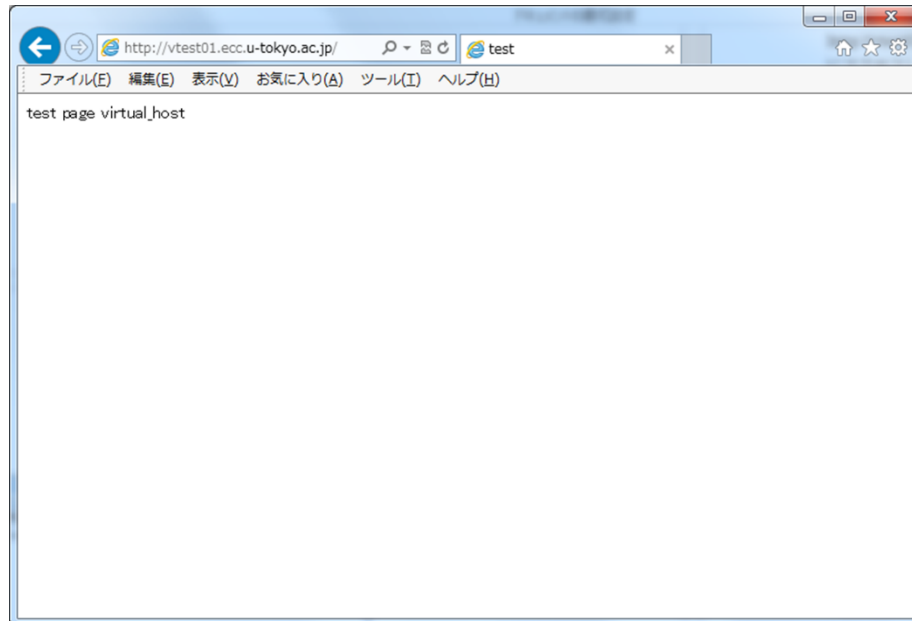 http://vtest01.ecc.u-tokyo.ac.jp/
test
ファイル(F) 編集(E) 表示(V) お気に入り(A) ツール(T) ヘルプ(H)
test page virtual_host